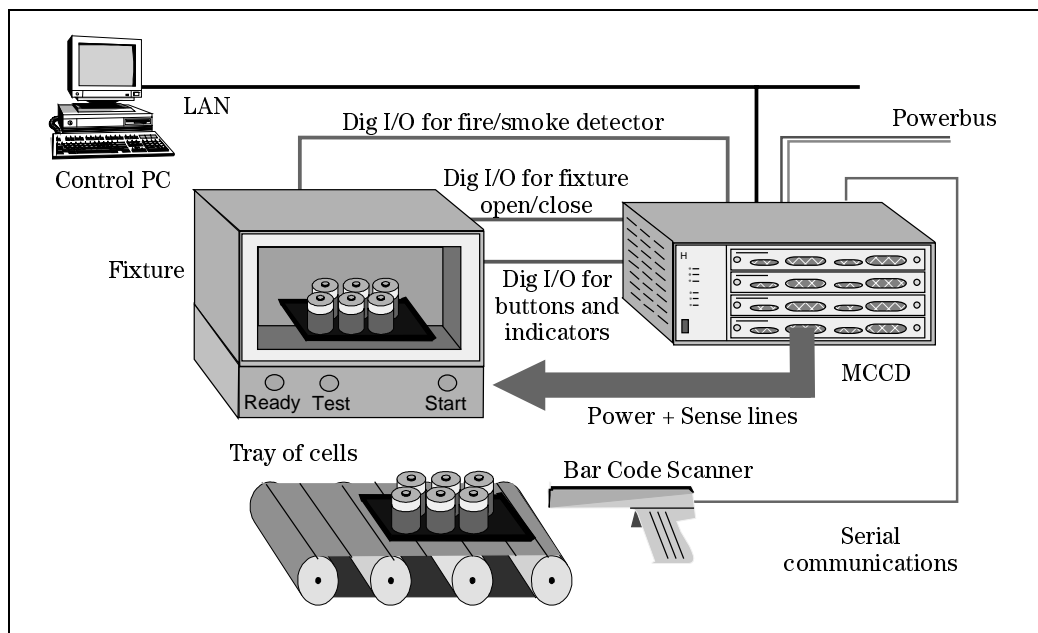 LAN
Control PC
Dig I/O for fire/smoke detector
Powerbus
Dig I/O for fixture
open/close
Fixture
H
Dig I/O for
buttons and
indicators
MCCD
Ready Test Start
Power + Sense lines
Tray of cells
Bar Code Scanner
Serial
communications